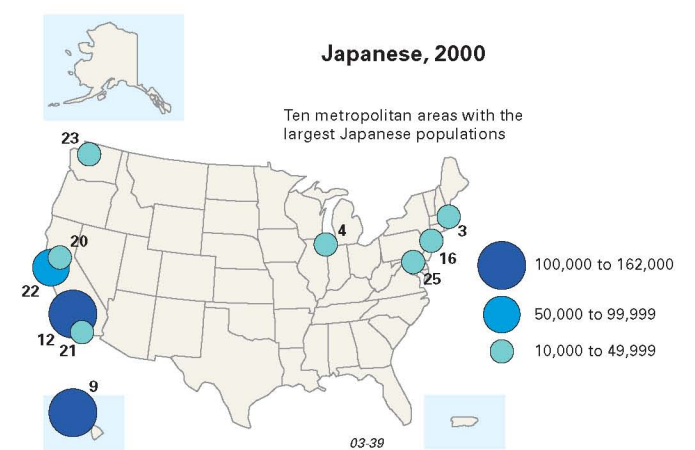 Japanese, 2000
Ten metropolitan areas with the
largest Japanese populations
23
4
3
20
16
25
22
12
21
9
100,000 to 162,000
50,000 to 99,999
10,000 to 49,999
03-39